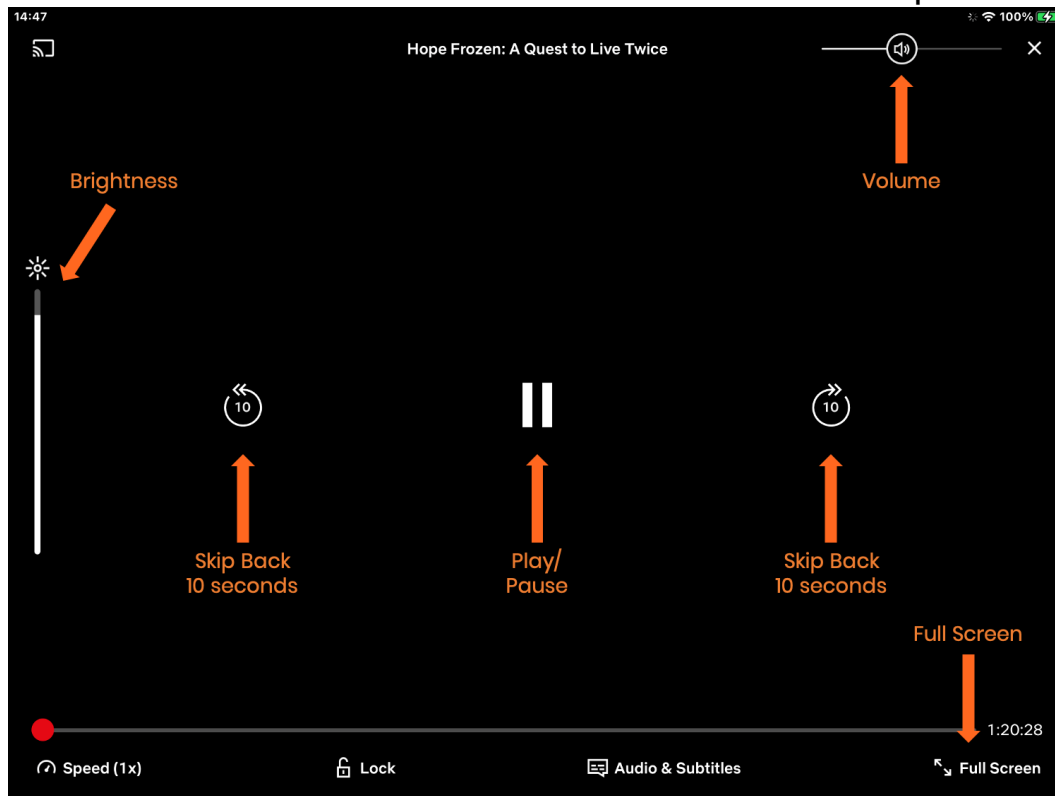 14:47
100%
Hope Frozen: A Quest to Live Twice
Brightness
Volume
10
10
Skip Back
10 seconds
Play/
Pause
Skip Back
10 seconds
Full Screen
1:20:28
Speed (1x)
Lock
Audio & Subtitles
Full Screen